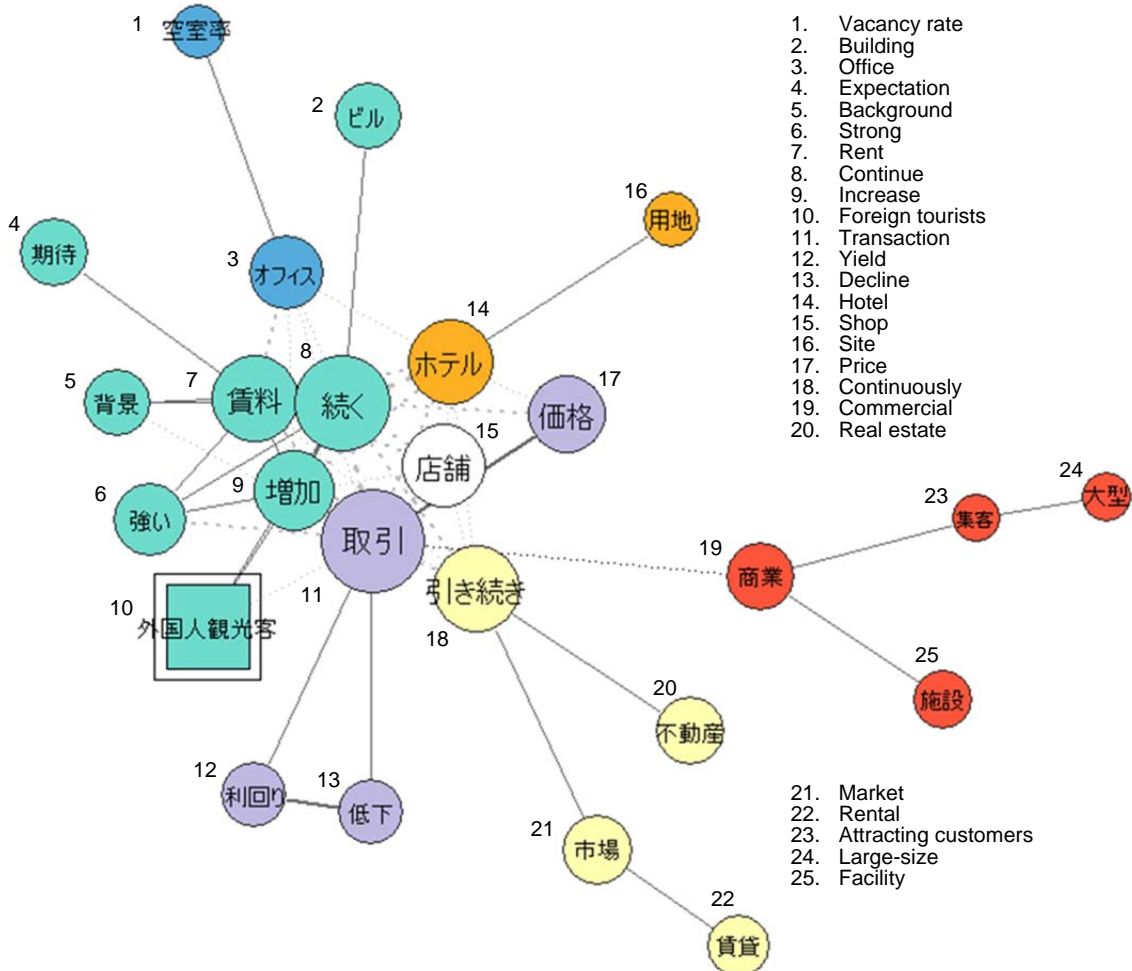 1 空室率
2 ビル
16 用地
4 期待
3 オフィス
14 ホテル
8 続く
5 背景
7 賃料
17 価格
15 店舗
9 増加
6 強い
取引 11
10 外国人観光客
引き続き 18
19 商業
23 集客
24 大型
25 施設
20 不動産
12 利回り
13 低下
21 市場
22 賃貸
1. Vacancy rate
2. Building
3. Office
4. Expectation
5. Background
6. Strong
7. Rent
8. Continue
9. Increase
10. Foreign tourists
11. Transaction
12. Yield
13. Decline
14. Hotel
15. Shop
16. Site
17. Price
18. Continuously
19. Commercial
20. Real estate
21. Market
22. Rental
23. Attracting customers
24. Large-size
25. Facility